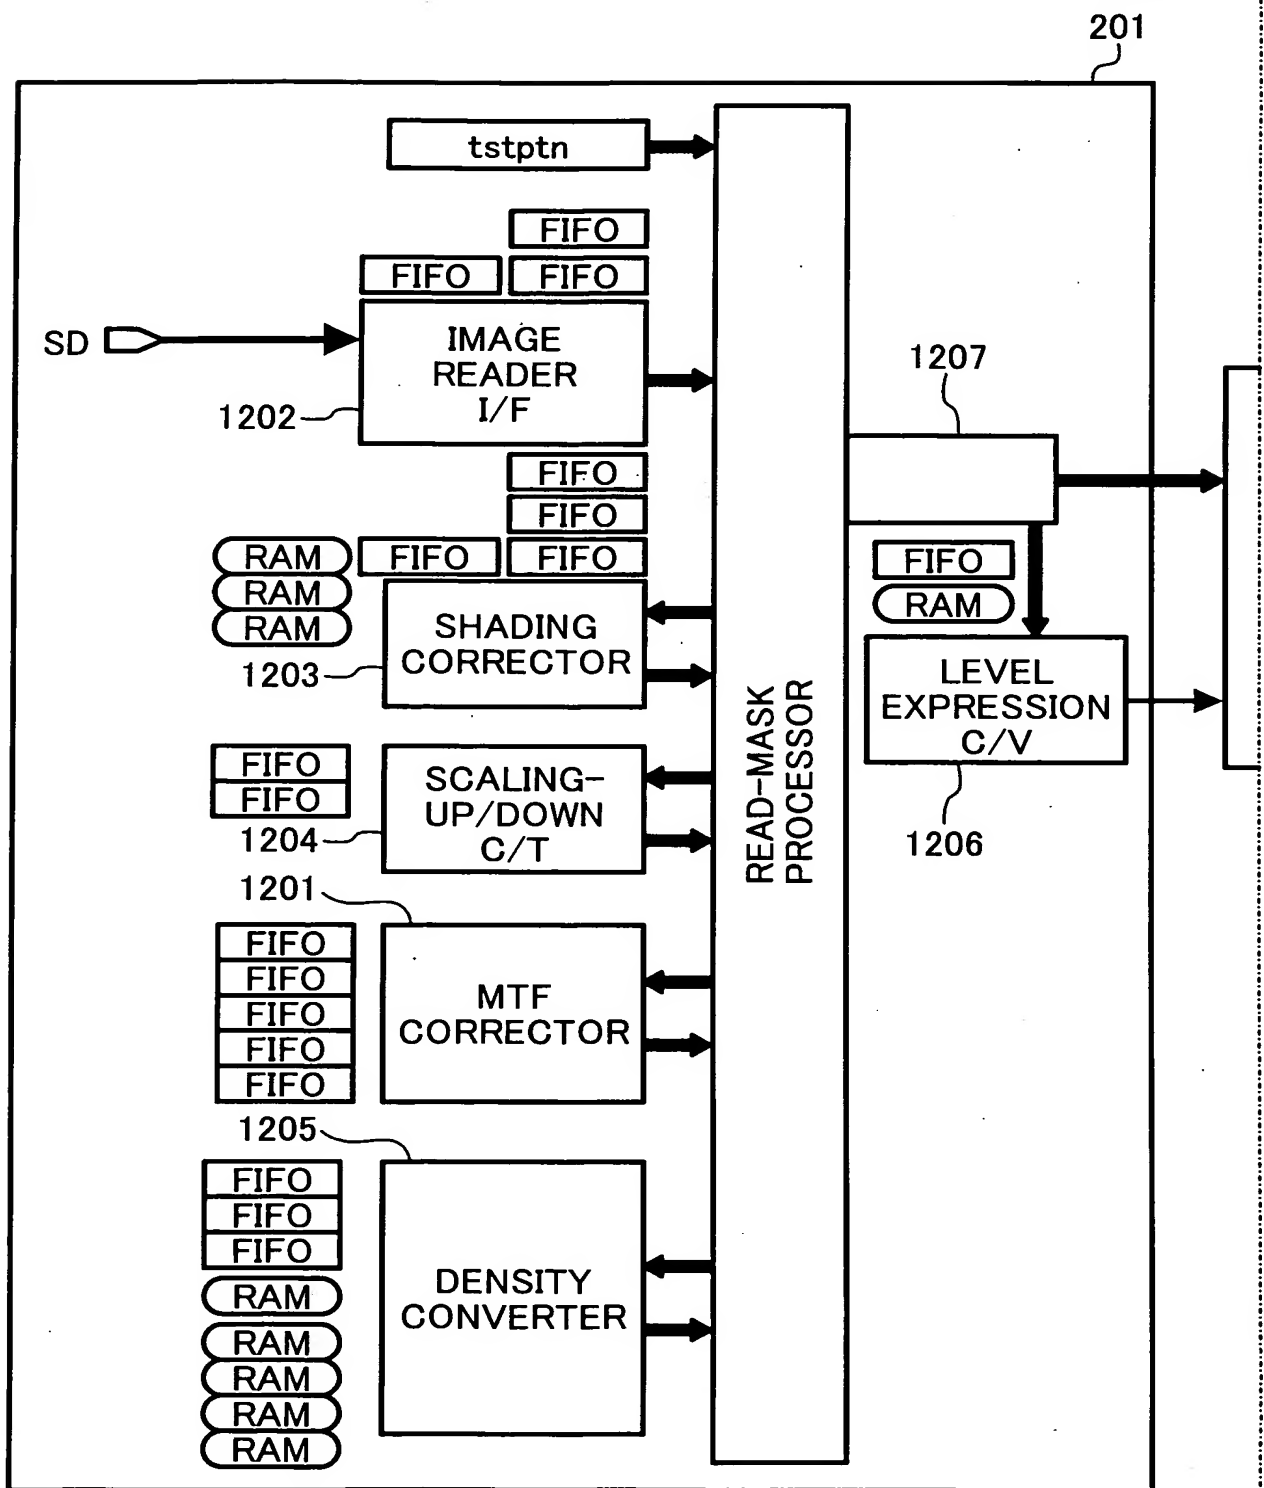 201
tstptn
FIFO
FIFO FIFO
SD
IMAGE
READER
I/F
1202
1207
FIFO
FIFO
RAM FIFO FIFO
RAM
RAM
SHADING
CORRECTOR
1203
FIFO
RAM
LEVEL
EXPRESSION
C/V
1206
READ-MASK
PROCESSOR
FIFO
FIFO
SCALING-
UP/DOWN
C/T
1204
1201
FIFO
FIFO
FIFO
FIFO
FIFO
MTF
CORRECTOR
1205
FIFO
FIFO
FIFO
RAM
RAM
RAM
RAM
RAM
DENSITY
CONVERTER